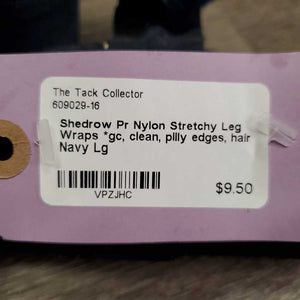 The Tack Collector
609029-16
Shedrow Pr Nylon Stretchy Leg
Wraps *gc, clean, pilly edges, hair
Navy Lg
VPZJHC
$9.50